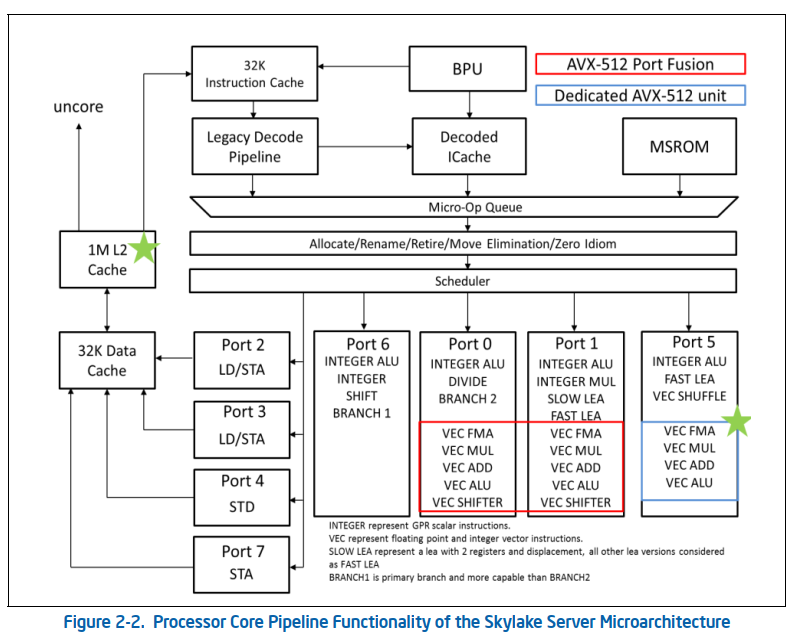 32K
Instruction Cache
BPU
AVX-512 Port Fusion
Dedicated AVX-512 unit
uncore
Legacy Decode
Pipeline
Decoded
ICache
MSROM
Micro-Op Queue
1M L2
Cache
Allocate/Rename/Retire/Move Elimination/Zero Idiom
Scheduler
32K Data
Cache
Port 2
LD/STA
Port 3
LD/STA
Port 4
STD
Port 7
STA
Port 6
INTEGER ALU
INTEGER
SHIFT
BRANCH 1
Port 0
INTEGER ALU
DIVIDE
BRANCH 2
VEC FMA
VEC MUL
VEC ADD
VEC ALU
VEC SHIFTER
Port 1
INTEGER ALU
INTEGER MUL
SLOW LEA
FAST LEA
VEC FMA
VEC MUL
VEC ADD
VEC ALU
VEC SHIFTER
Port 5
INTEGER ALU
FAST LEA
VEC SHUFFLE
VEC FMA
VEC MUL
VEC ADD
VEC ALU
INTEGER represent GPR scalar instructions.
VEC represent floating point and integer vector instructions.
SLOW LEA represent a lea with 2 registers and displacement, all other lea versions considered
as FAST LEA
BRANCH1 is primary branch and more capable than BRANCH2
Figure 2-2. Processor Core Pipeline Functionality of the Skylake Server Microarchitecture